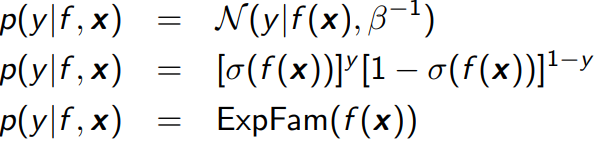 p(y|f, x) = 𝒩(y|f(x), β⁻¹)
p(y|f, x) = [σ(f(x))]ʸ[1 − σ(f(x))]¹⁻ʸ
p(y|f, x) = ExpFam(f(x))